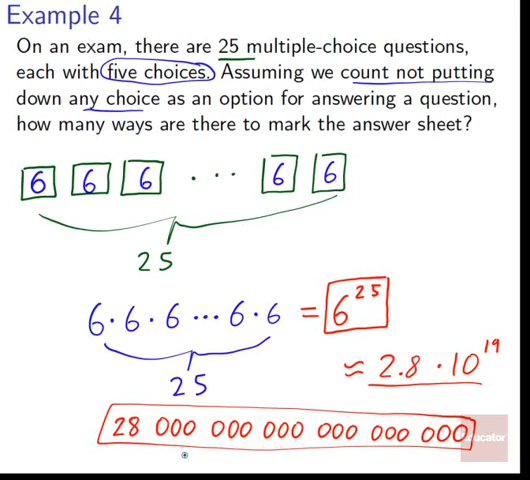 Example 4
On an exam, there are 25 multiple-choice questions,
each with five choices. Assuming we count not putting
down any choice as an option for answering a question,
how many ways are there to mark the answer sheet?
6 6 6 ... 6 6
25
6·6·6...6·6 = 6^25
25
≈ 2.8·10^19
28 000 000 000 000 000 000
educator